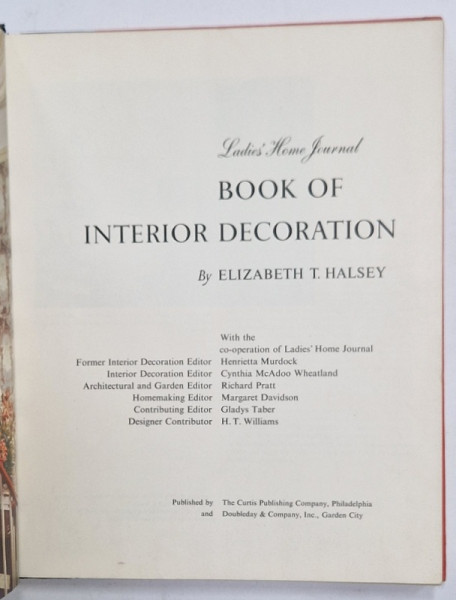 Ladies' Home Journal
BOOK OF
INTERIOR DECORATION
By ELIZABETH T. HALSEY
With the
co-operation of Ladies' Home Journal
Former Interior Decoration Editor Henrietta Murdock
Interior Decoration Editor Cynthia McAdoo Wheatland
Architectural and Garden Editor Richard Pratt
Homemaking Editor Margaret Davidson
Contributing Editor Gladys Taber
Designer Contributor H. T. Williams
Published by The Curtis Publishing Company, Philadelphia
and Doubleday & Company, Inc., Garden City